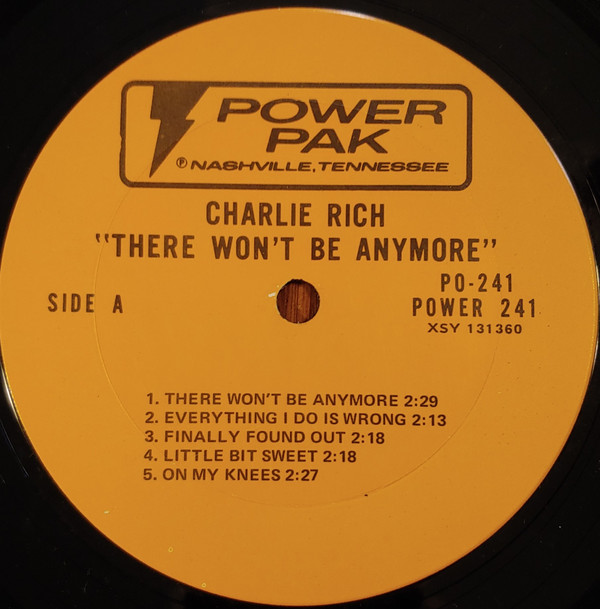 POWER
PAK
℗ NASHVILLE, TENNESSEE
CHARLIE RICH
"THERE WON'T BE ANYMORE"
SIDE A
PO-241
POWER 241
XSY 131360
1. THERE WON'T BE ANYMORE 2:29
2. EVERYTHING I DO IS WRONG 2:13
3. FINALLY FOUND OUT 2:18
4. LITTLE BIT SWEET 2:18
5. ON MY KNEES 2:27